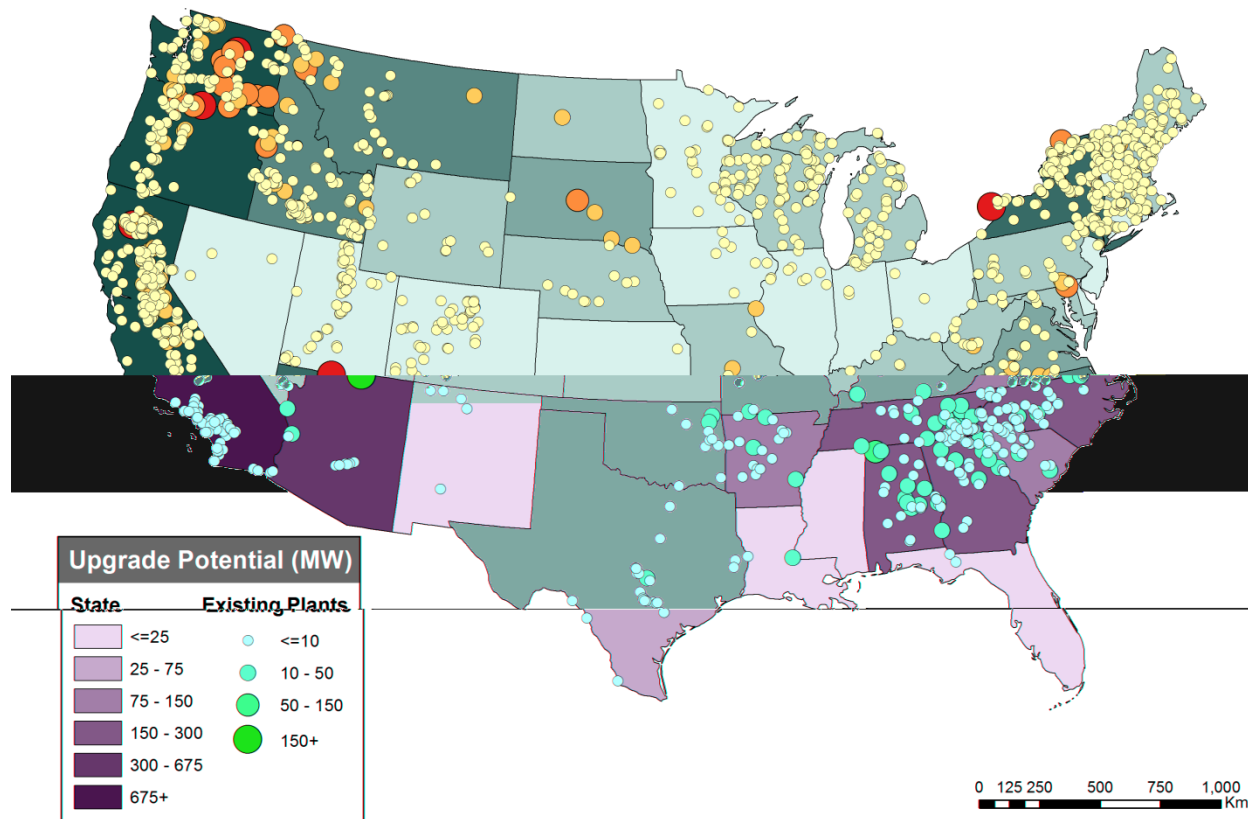 Upgrade Potential (MW)
State Existing Plants
<=25 <=10
25 - 75 10 - 50
75 - 150 50 - 150
150 - 300 150+
300 - 675
675+
0 125 250 500 750 1,000
Km